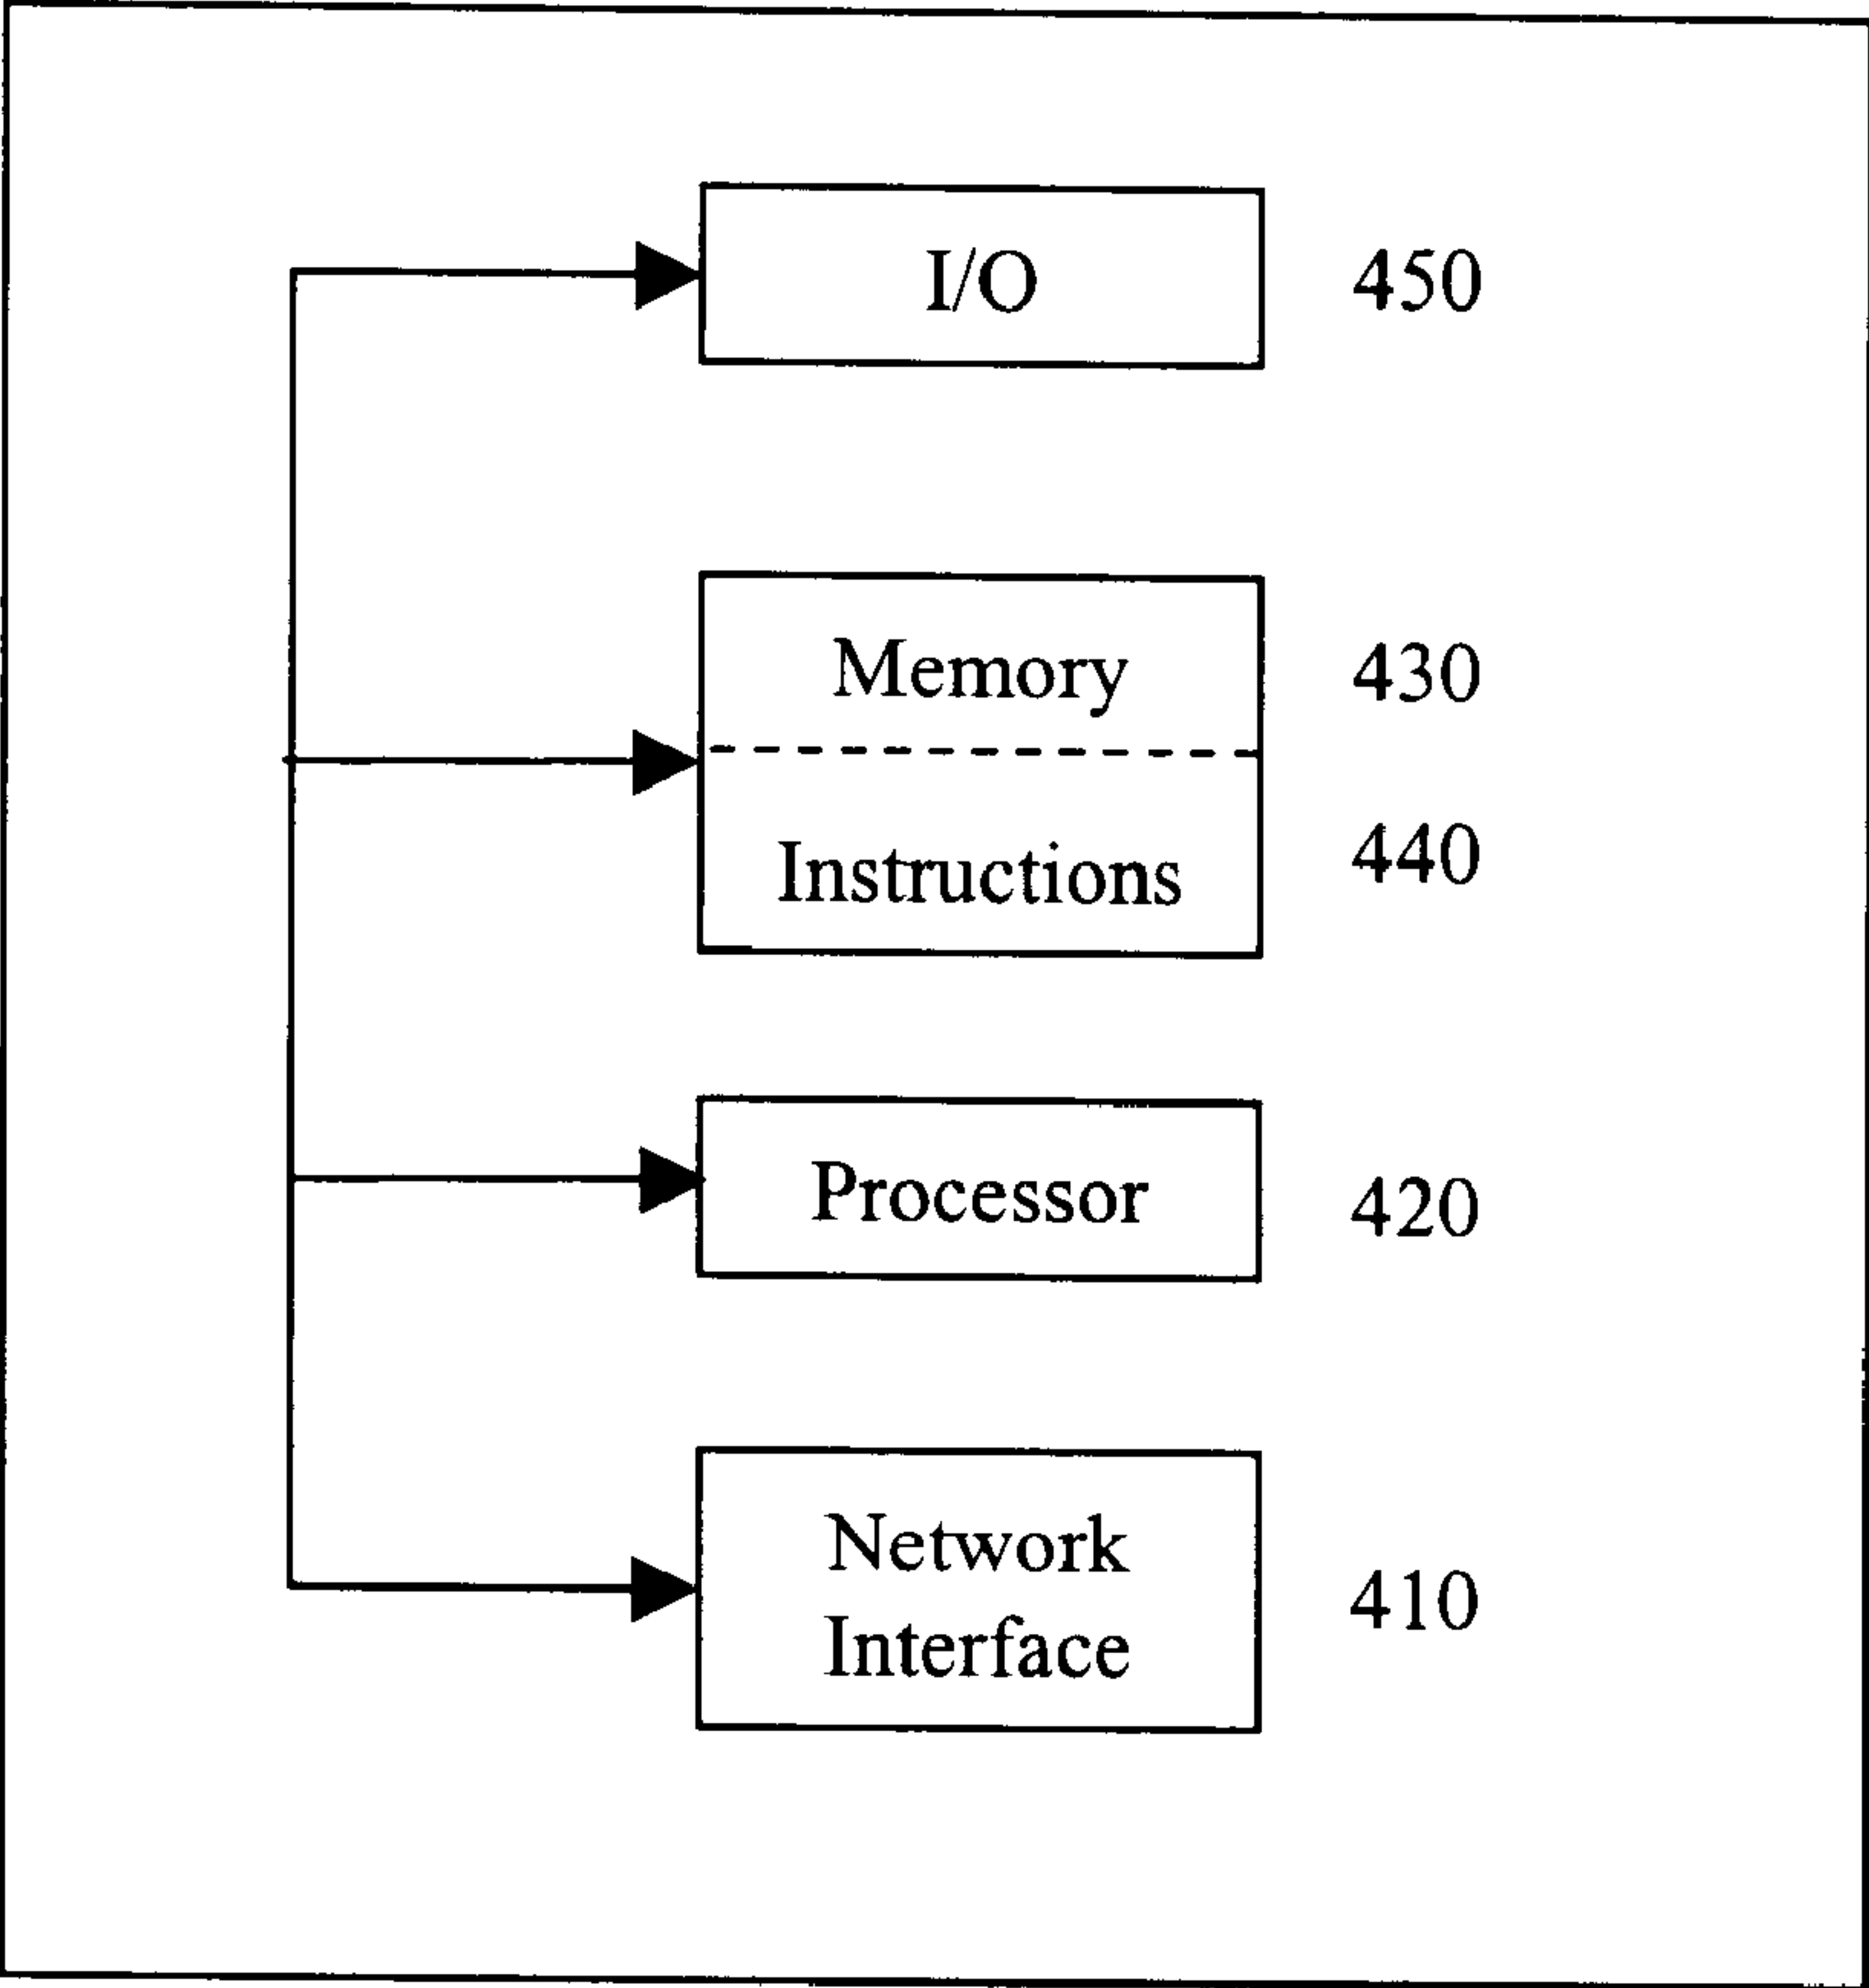 I/O 450
Memory 430
Instructions 440
Processor 420
Network
Interface 410